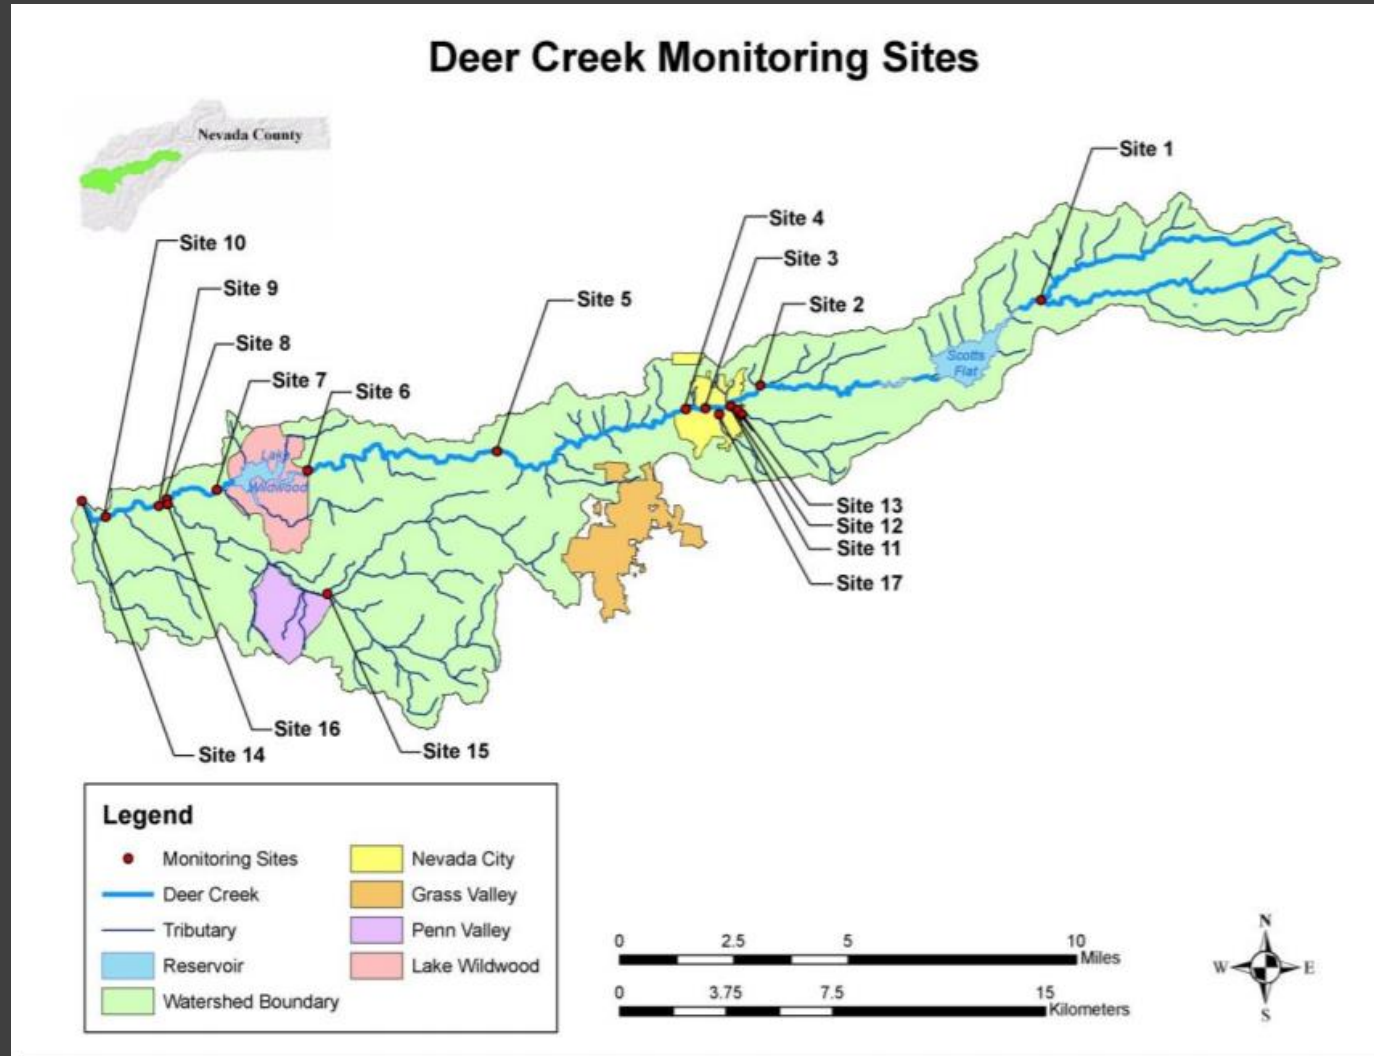 Deer Creek Monitoring Sites
Nevada County
Site 1
Site 4
Site 10
Site 3
Site 9
Site 5
Site 2
Site 8
Scotts
Flat
Site 7
Site 6
Lake
Wildwood
Site 13
Site 12
Site 11
Site 17
Site 16
Site 15
Site 14
Legend
Monitoring Sites
Deer Creek
Tributary
Reservoir
Watershed Boundary
Nevada City
Grass Valley
Penn Valley
Lake Wildwood
0 2.5 5 10
Miles
0 3.75 7.5 15
Kilometers
N
W E
S